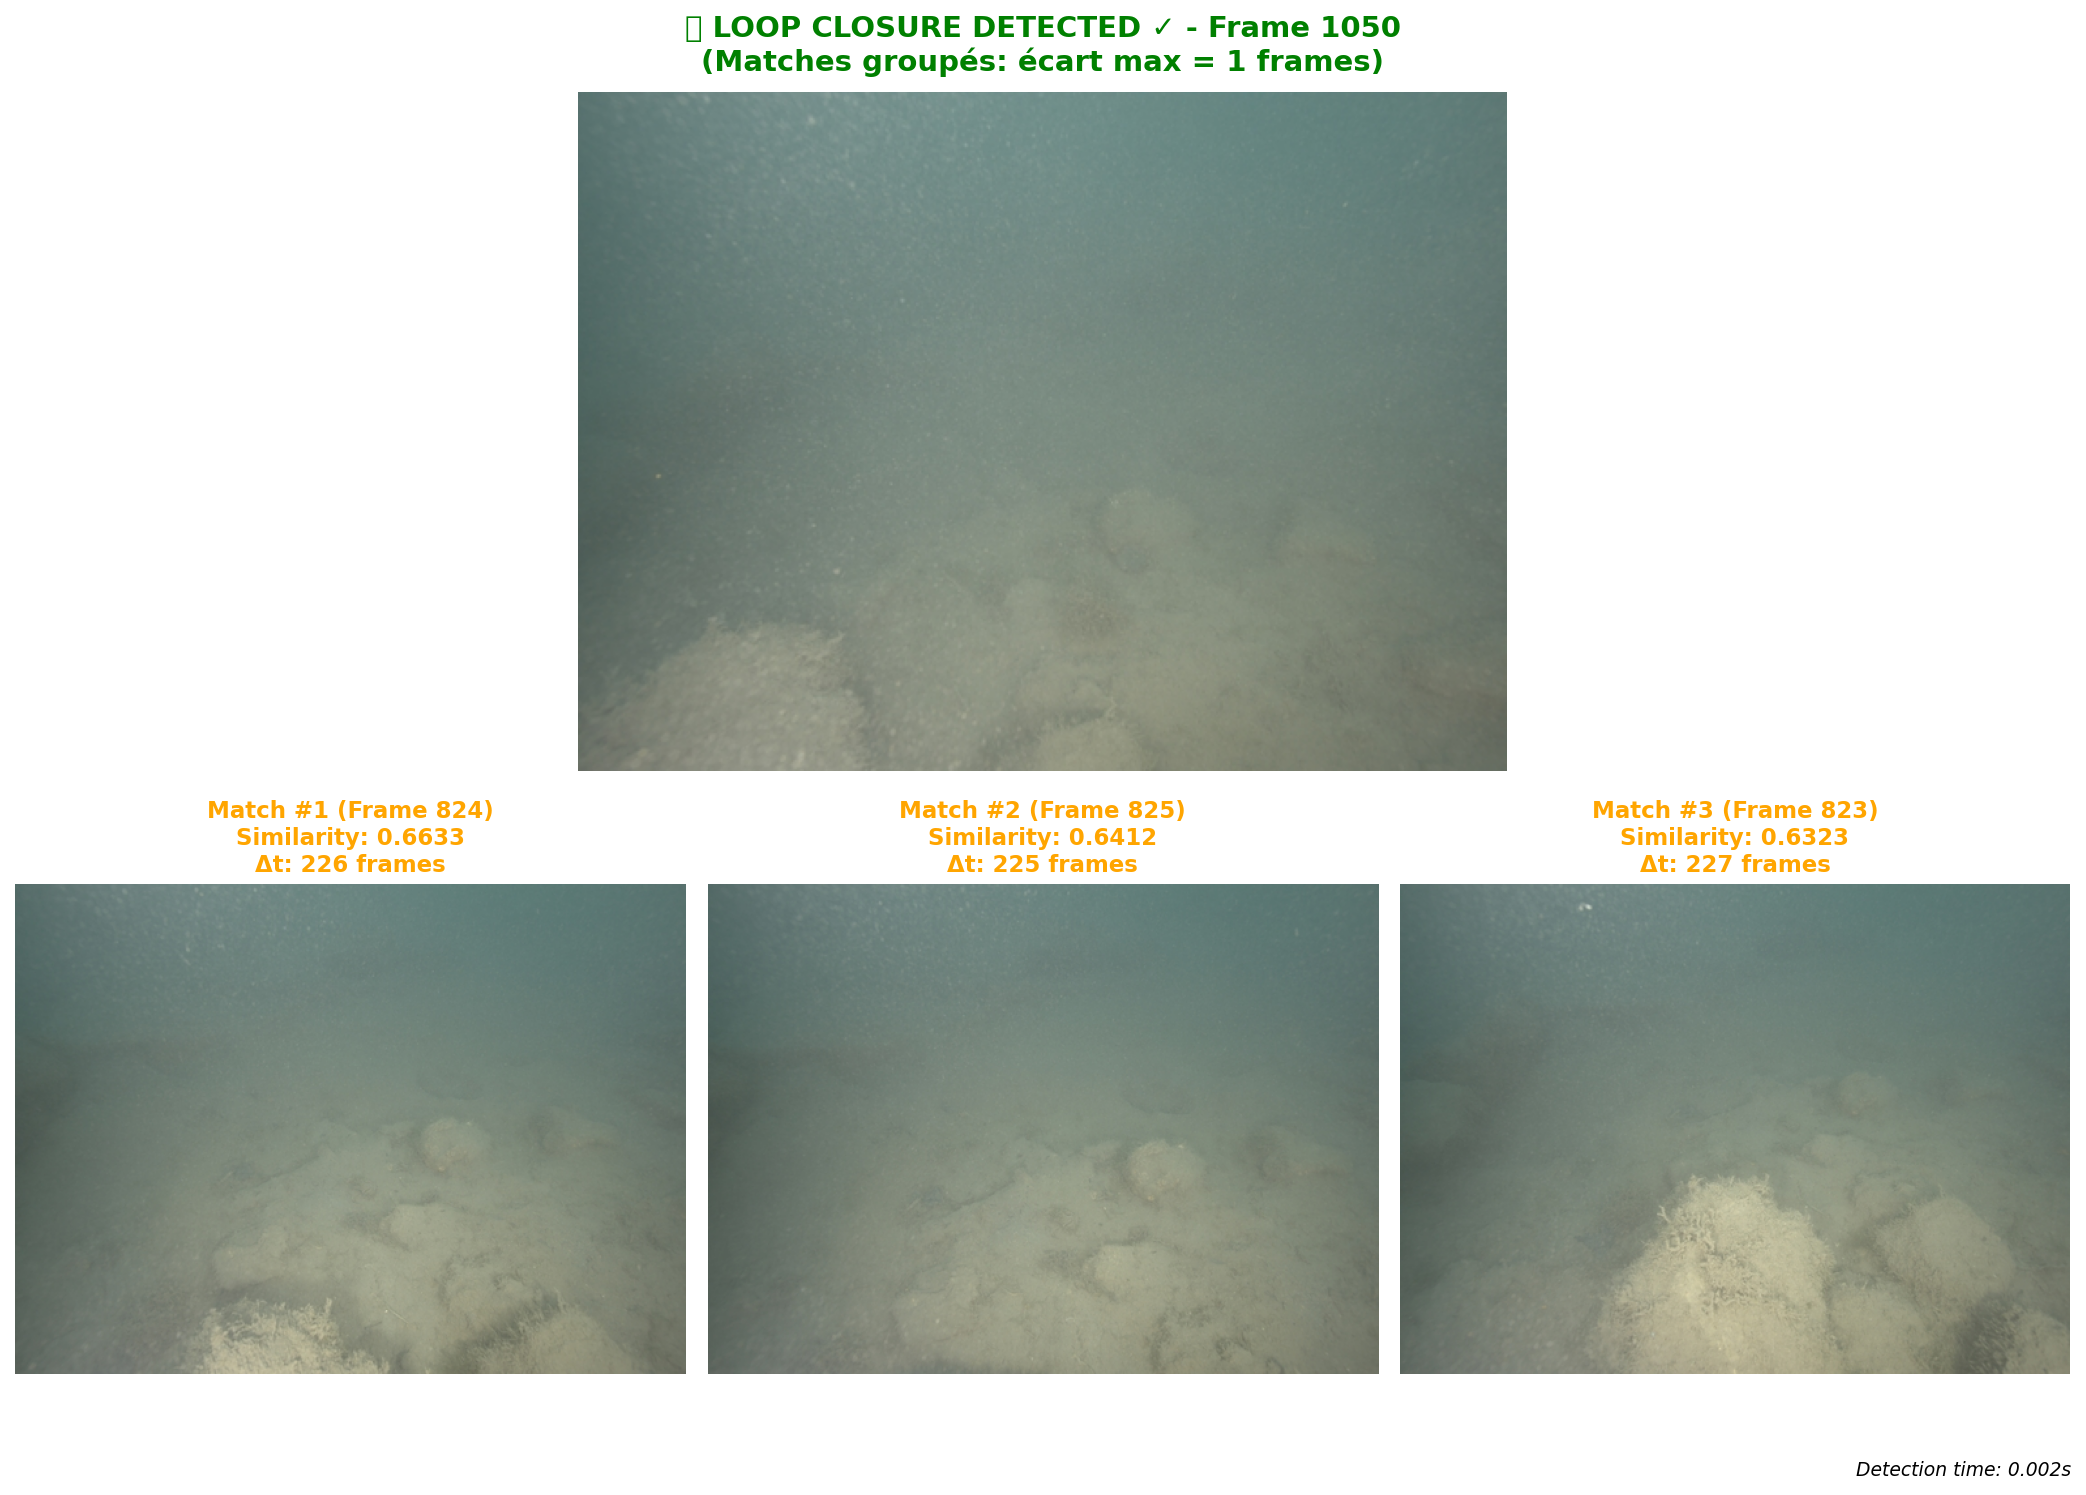 LOOP CLOSURE DETECTED ✓ - Frame 1050
(Matches groupés: écart max = 1 frames)
Match #1 (Frame 824)
Similarity: 0.6633
Δt: 226 frames
Match #2 (Frame 825)
Similarity: 0.6412
Δt: 225 frames
Match #3 (Frame 823)
Similarity: 0.6323
Δt: 227 frames
Detection time: 0.002s